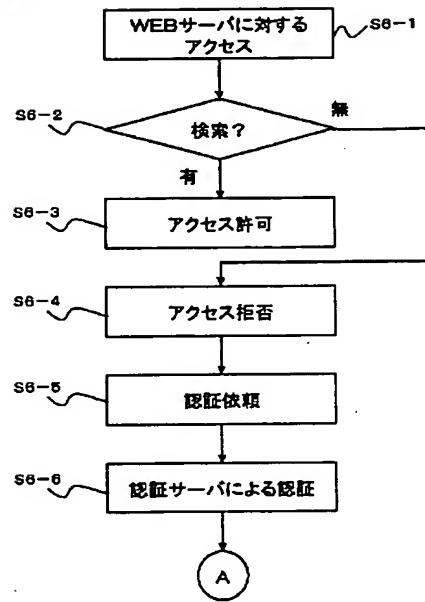 WEBサーバに対する
アクセス
S6-1
S6-2
検索?
無
有
S6-3
アクセス許可
S6-4
アクセス拒否
S6-5
認証依頼
S6-6
認証サーバによる認証
A